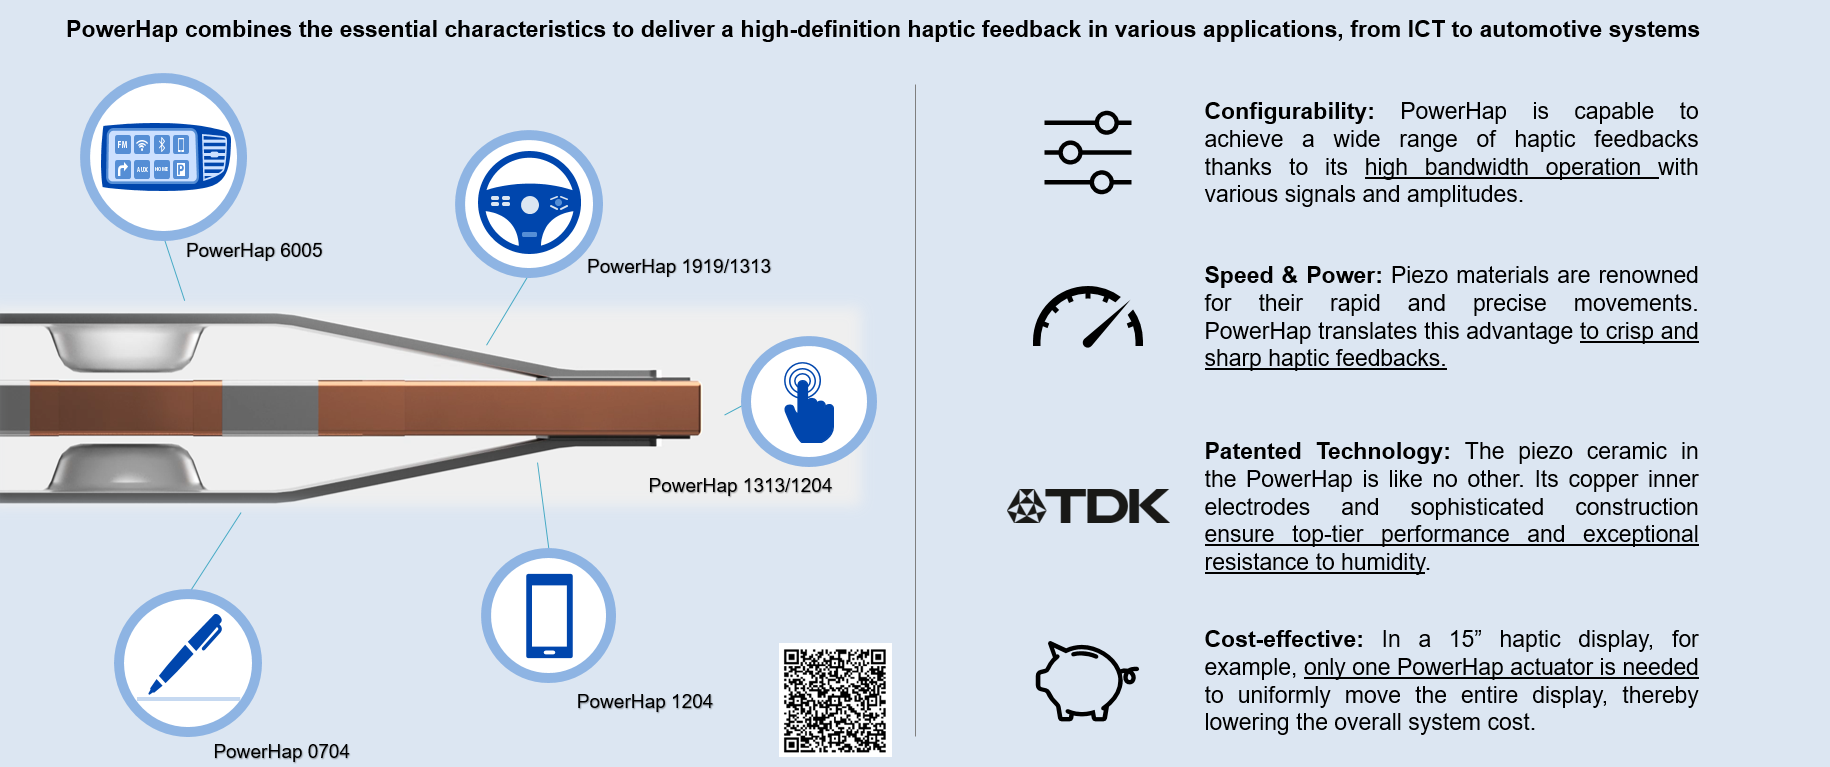 PowerHap combines the essential characteristics to deliver a high-definition haptic feedback in various applications, from ICT to automotive systems
FM
AUX
HOME
P
PowerHap 6005
PowerHap 1919/1313
PowerHap 1313/1204
PowerHap 1204
PowerHap 0704
Configurability: PowerHap is capable to
achieve a wide range of haptic feedbacks
thanks to its high bandwidth operation with
various signals and amplitudes.
Speed & Power: Piezo materials are renowned
for their rapid and precise movements.
PowerHap translates this advantage to crisp and
sharp haptic feedbacks.
TDK
Patented Technology: The piezo ceramic in
the PowerHap is like no other. Its copper inner
electrodes and sophisticated construction
ensure top-tier performance and exceptional
resistance to humidity.
Cost-effective: In a 15” haptic display, for
example, only one PowerHap actuator is needed
to uniformly move the entire display, thereby
lowering the overall system cost.